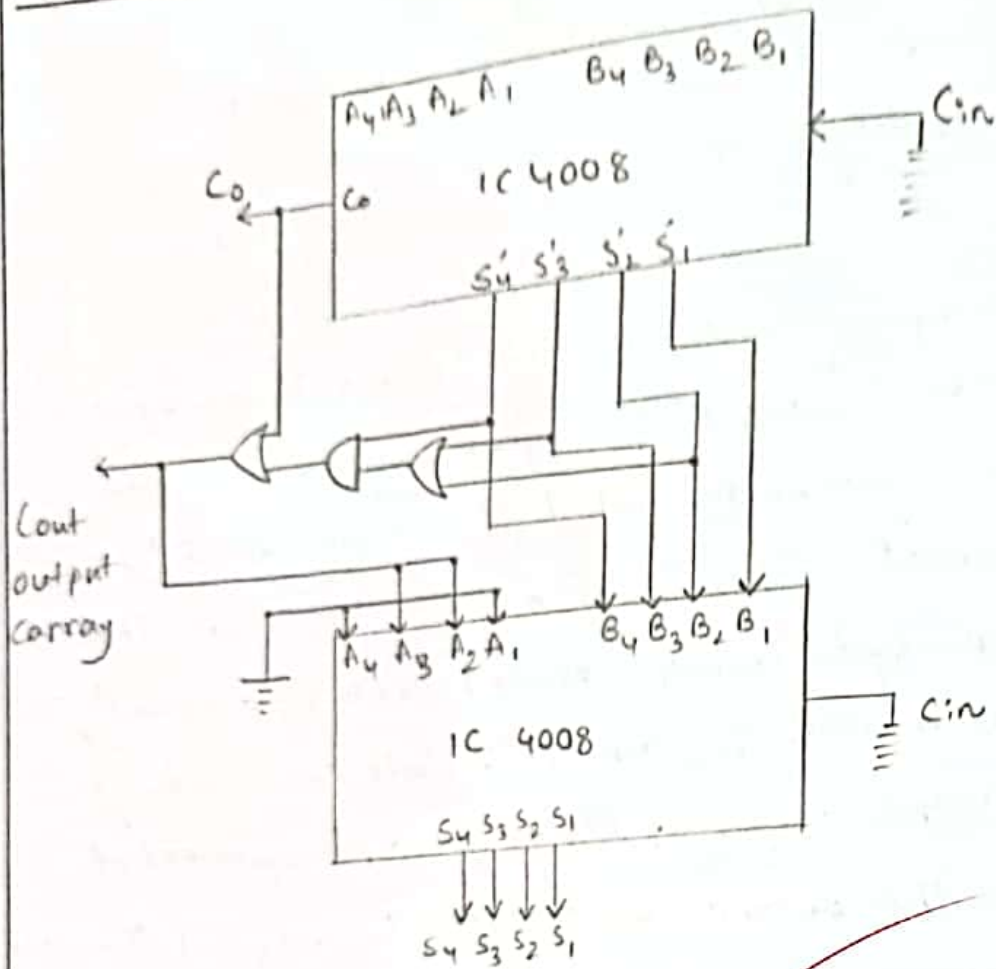 A4 A3 A2 A1 B4 B3 B2 B1
Cin
IC 4008
Co
Co
S'4 S'3 S'2 S'1
Cout
output
carray
A4 A3 A2 A1 B4 B3 B2 B1
IC 4008
Cin
S4 S3 S2 S1
S4 S3 S2 S1